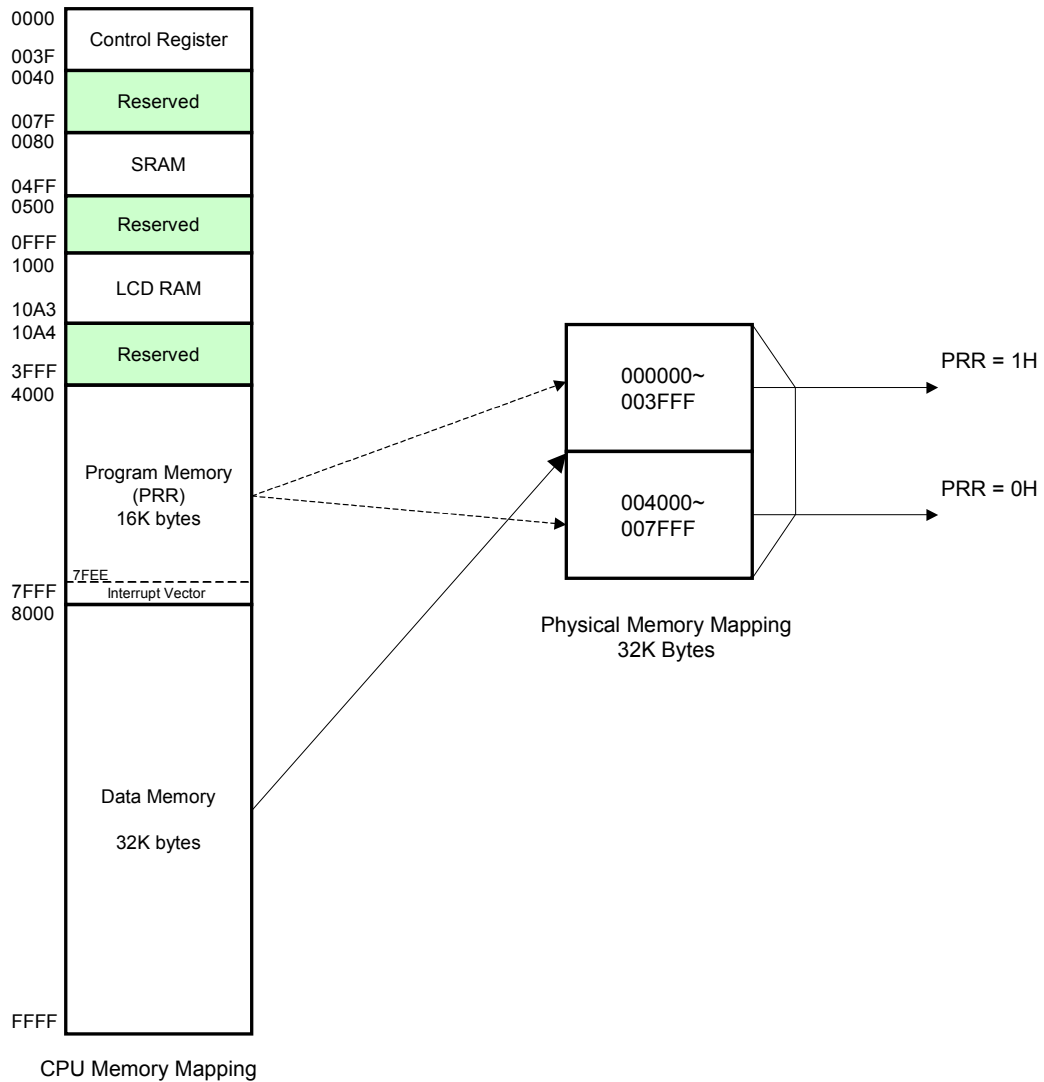 0000
Control Register
003F
0040
Reserved
007F
0080
SRAM
04FF
0500
Reserved
0FFF
1000
LCD RAM
10A3
10A4
Reserved
3FFF
4000
Program Memory
(PRR)
16K bytes
7FEE
Interrupt Vector
7FFF
8000
Data Memory
32K bytes
FFFF
CPU Memory Mapping
000000~
003FFF
PRR = 1H
004000~
007FFF
PRR = 0H
Physical Memory Mapping
32K Bytes